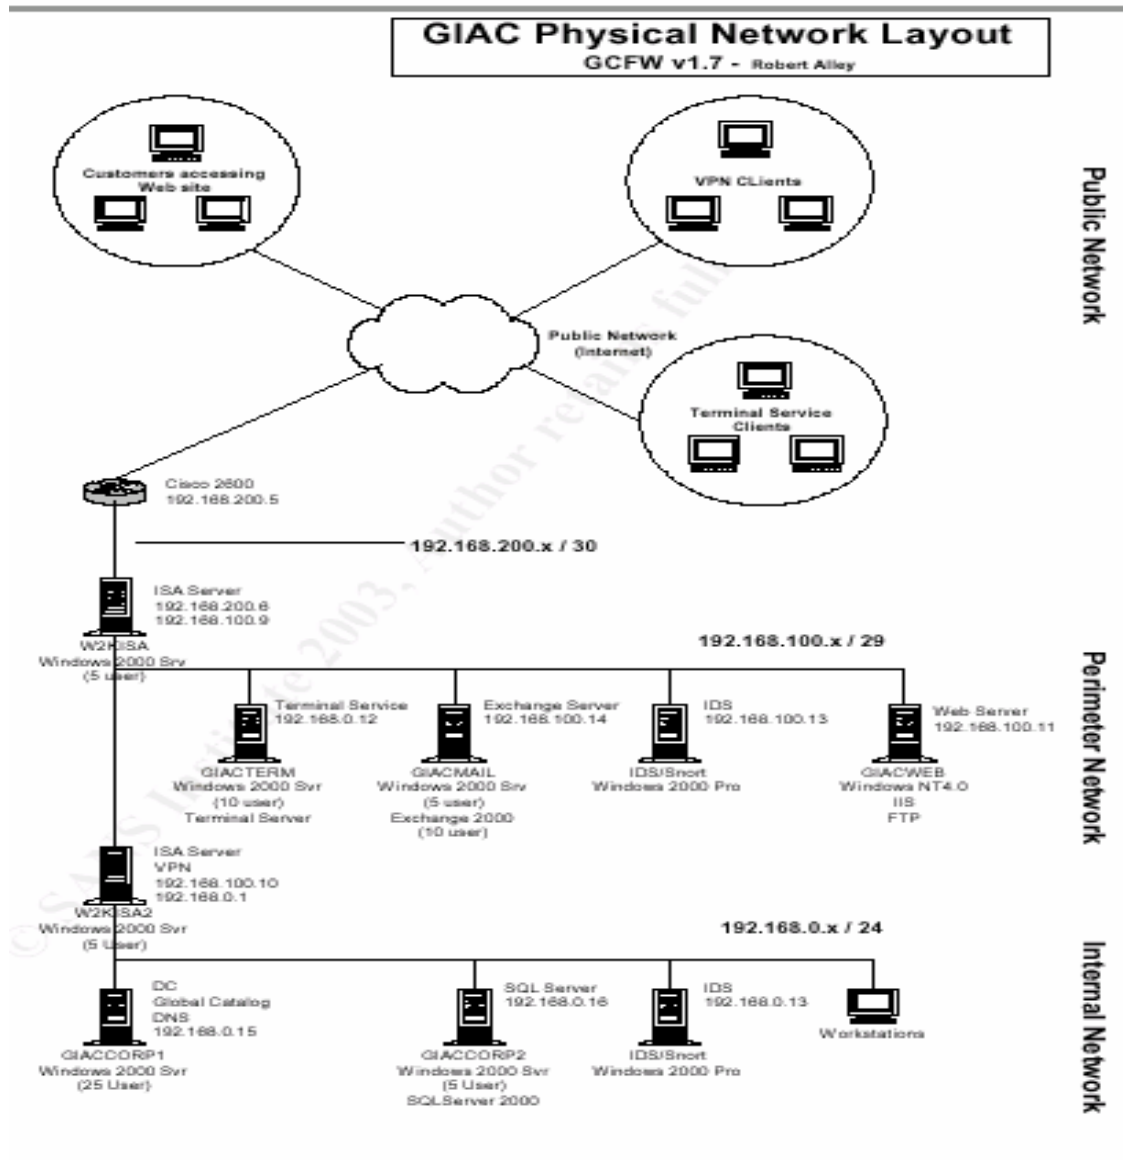 GIAC Physical Network Layout
GCFW v1.7 - Robert Alley
Customers accessing
Web site
VPN CLients
Public Network
Public Network
(Internet)
Terminal Service
Clients
Cisco 2600
192.168.200.5
192.168.200.x / 30
ISA Server
192.168.200.6
192.168.100.9
W2KISA
Windows 2000 Srv
(5 user)
192.168.100.x / 29
Perimeter Network
Terminal Service
192.168.0.12
GIACTERM
Windows 2000 Svr
(10 user)
Terminal Server
Exchange Server
192.168.100.14
GIACMAIL
Windows 2000 Srv
(5 user)
Exchange 2000
(10 user)
IDS
192.168.100.13
IDS/Snort
Windows 2000 Pro
Web Server
192.168.100.11
GIACWEB
Windows NT4.0
IIS
FTP
ISA Server
VPN
192.168.100.10
192.168.0.1
W2KISA2
Windows 2000 Svr
(5 User)
192.168.0.x / 24
Internal Network
DC
Global Catalog
DNS
192.168.0.15
GIACCORP1
Windows 2000 Svr
(25 User)
SQL Server
192.168.0.16
GIACCORP2
Windows 2000 Svr
(5 User)
SQLServer 2000
IDS
192.168.0.13
IDS/Snort
Windows 2000 Pro
Workstations
© SANS Institute 2003, Author retains full